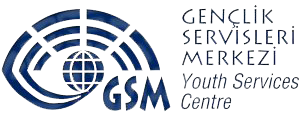 GSM
GENÇLİK
SERVİSLERİ
MERKEZİ
Youth Services
Centre